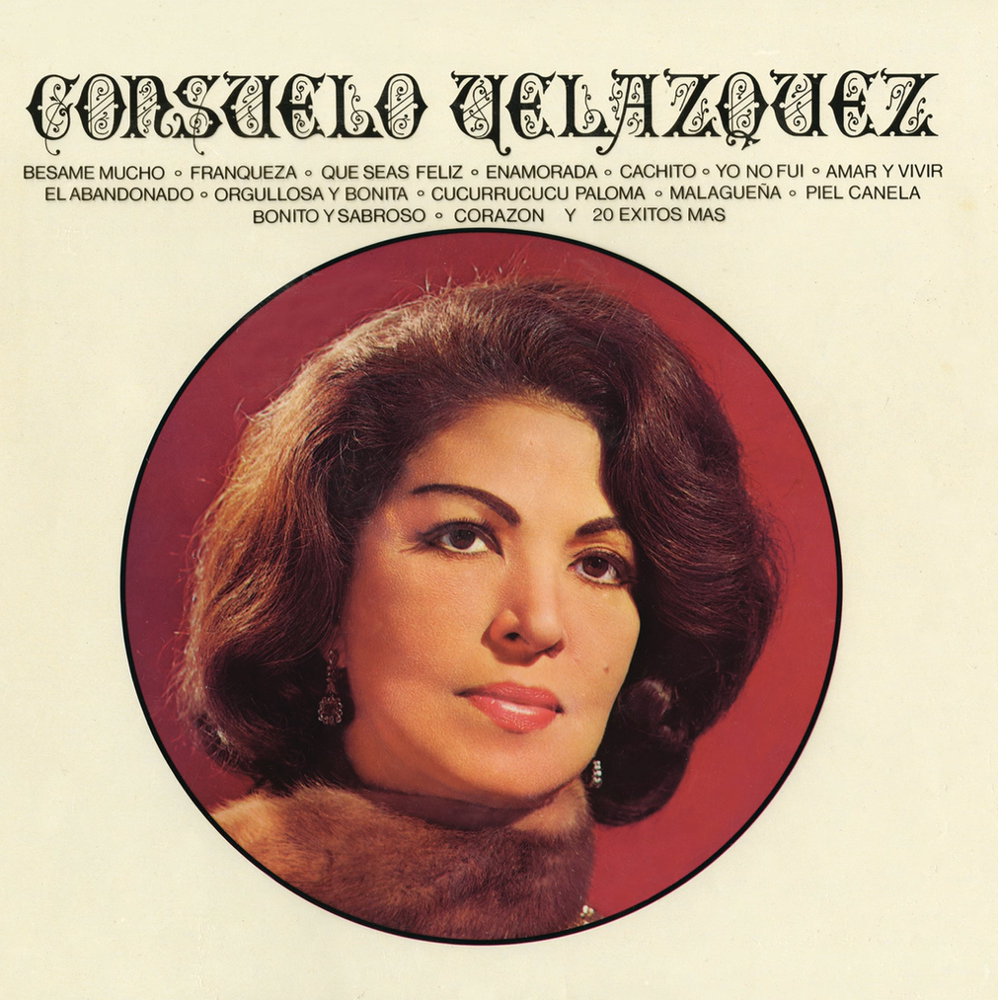 CONSUELO VELAZQUEZ
BESAME MUCHO ∘ FRANQUEZA ∘ QUE SEAS FELIZ ∘ ENAMORADA ∘ CACHITO ∘ YO NO FUI ∘ AMAR Y VIVIR
EL ABANDONADO ∘ ORGULLOSA Y BONITA ∘ CUCURRUCUCU PALOMA ∘ MALAGUEÑA ∘ PIEL CANELA
BONITO Y SABROSO ∘ CORAZON Y 20 EXITOS MAS